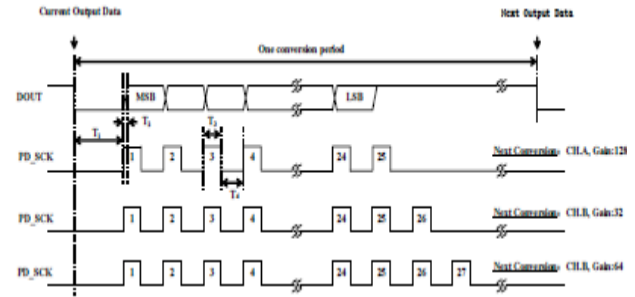 Current Output Data
Next Output Data
One conversion period
DOUT
MSB
LSB
T1
T2
T3
PD_SCK
1
2
3
4
24
25
Next Conversion: CH.A, Gain:128
T4
PD_SCK
1
2
3
4
24
25
26
Next Conversion: CH.B, Gain:32
PD_SCK
1
2
3
4
24
25
26
27
Next Conversion: CH.B, Gain:64